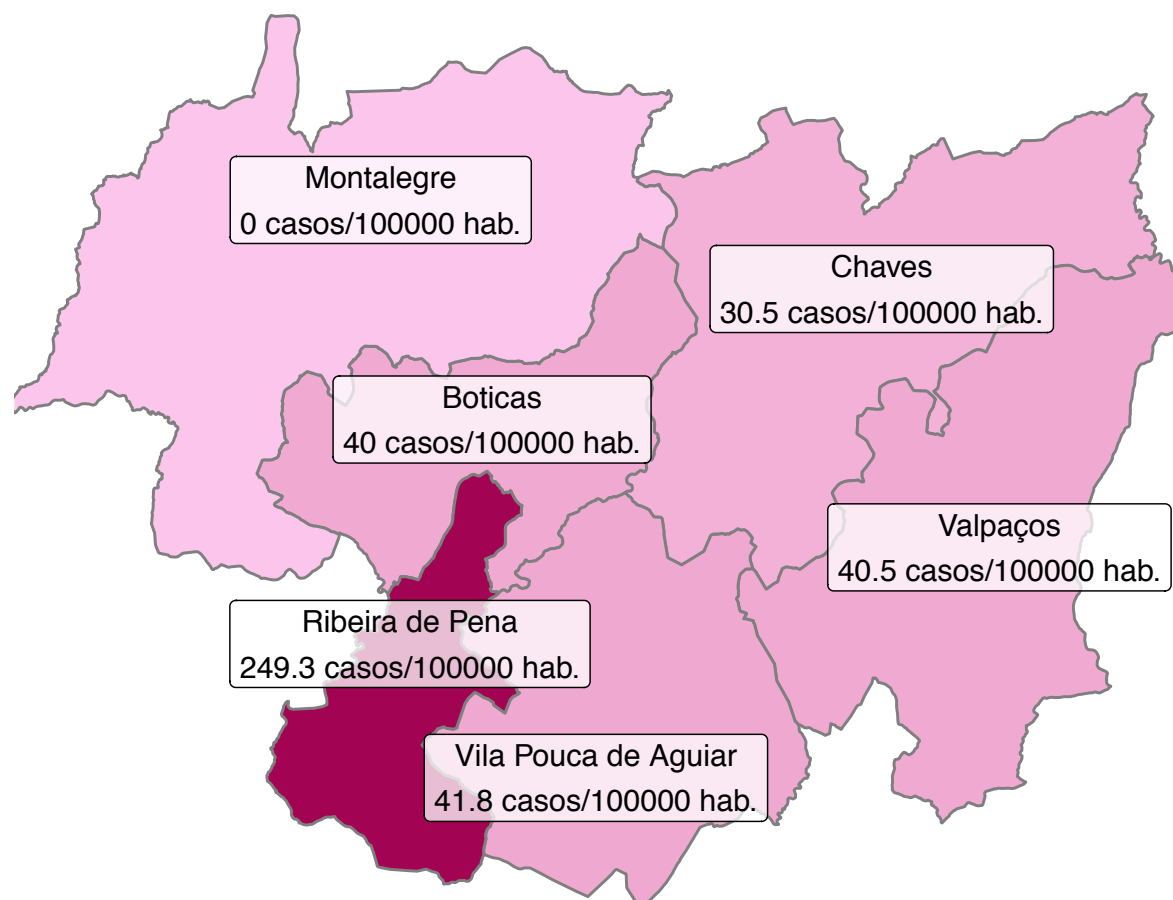 Montalegre
0 casos/100000 hab.
Chaves
30.5 casos/100000 hab.
Boticas
40 casos/100000 hab.
Valpaços
40.5 casos/100000 hab.
Ribeira de Pena
249.3 casos/100000 hab.
Vila Pouca de Aguiar
41.8 casos/100000 hab.